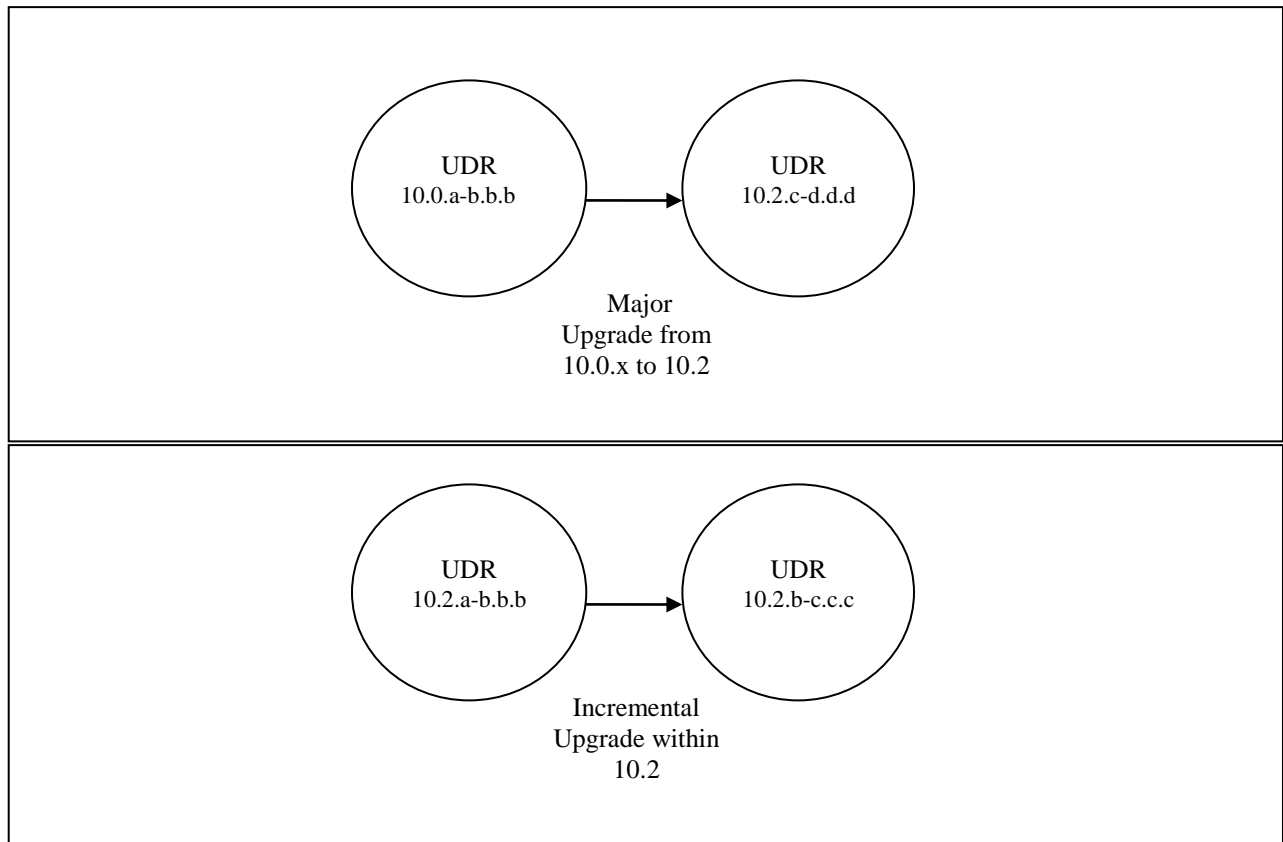 UDR
10.0.a-b.b.b
UDR
10.2.c-d.d.d
Major
Upgrade from
10.0.x to 10.2
UDR
10.2.a-b.b.b
UDR
10.2.b-c.c.c
Incremental
Upgrade within
10.2